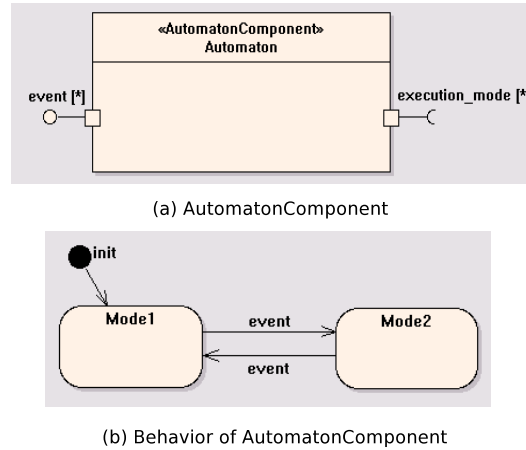 «AutomatonComponent»
Automaton
event [*]
execution_mode [*
(a) AutomatonComponent
init
Mode1
event
Mode2
event
(b) Behavior of AutomatonComponent